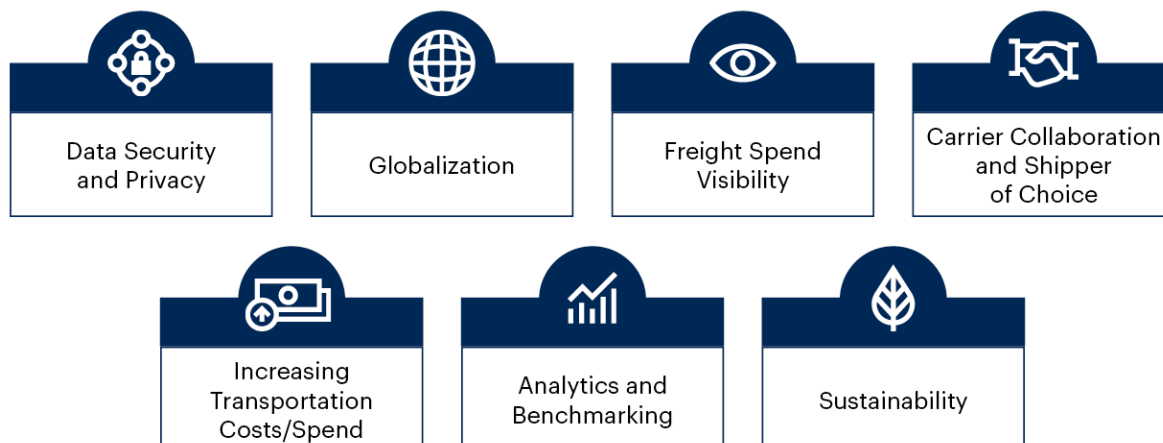 Data Security
and Privacy
Globalization
Freight Spend
Visibility
Carrier Collaboration
and Shipper
of Choice
Increasing
Transportation
Costs/Spend
Analytics and
Benchmarking
Sustainability